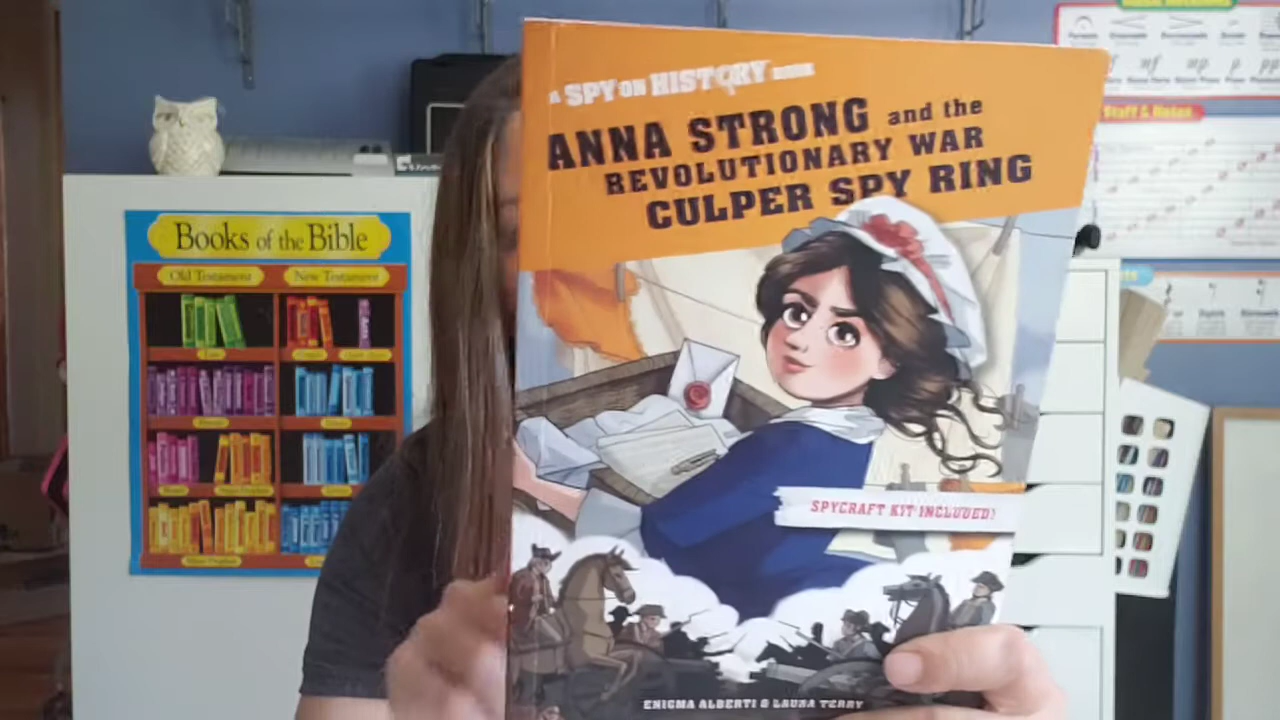 A SPY ON HISTORY BOOK
ANNA STRONG and the
REVOLUTIONARY WAR
CULPER SPY RING
SPYCRAFT KIT INCLUDED!
ENIGMA ALBERTI & LAURA TERRY
Books of the Bible
Old Testament
New Testament
Staff & Notes